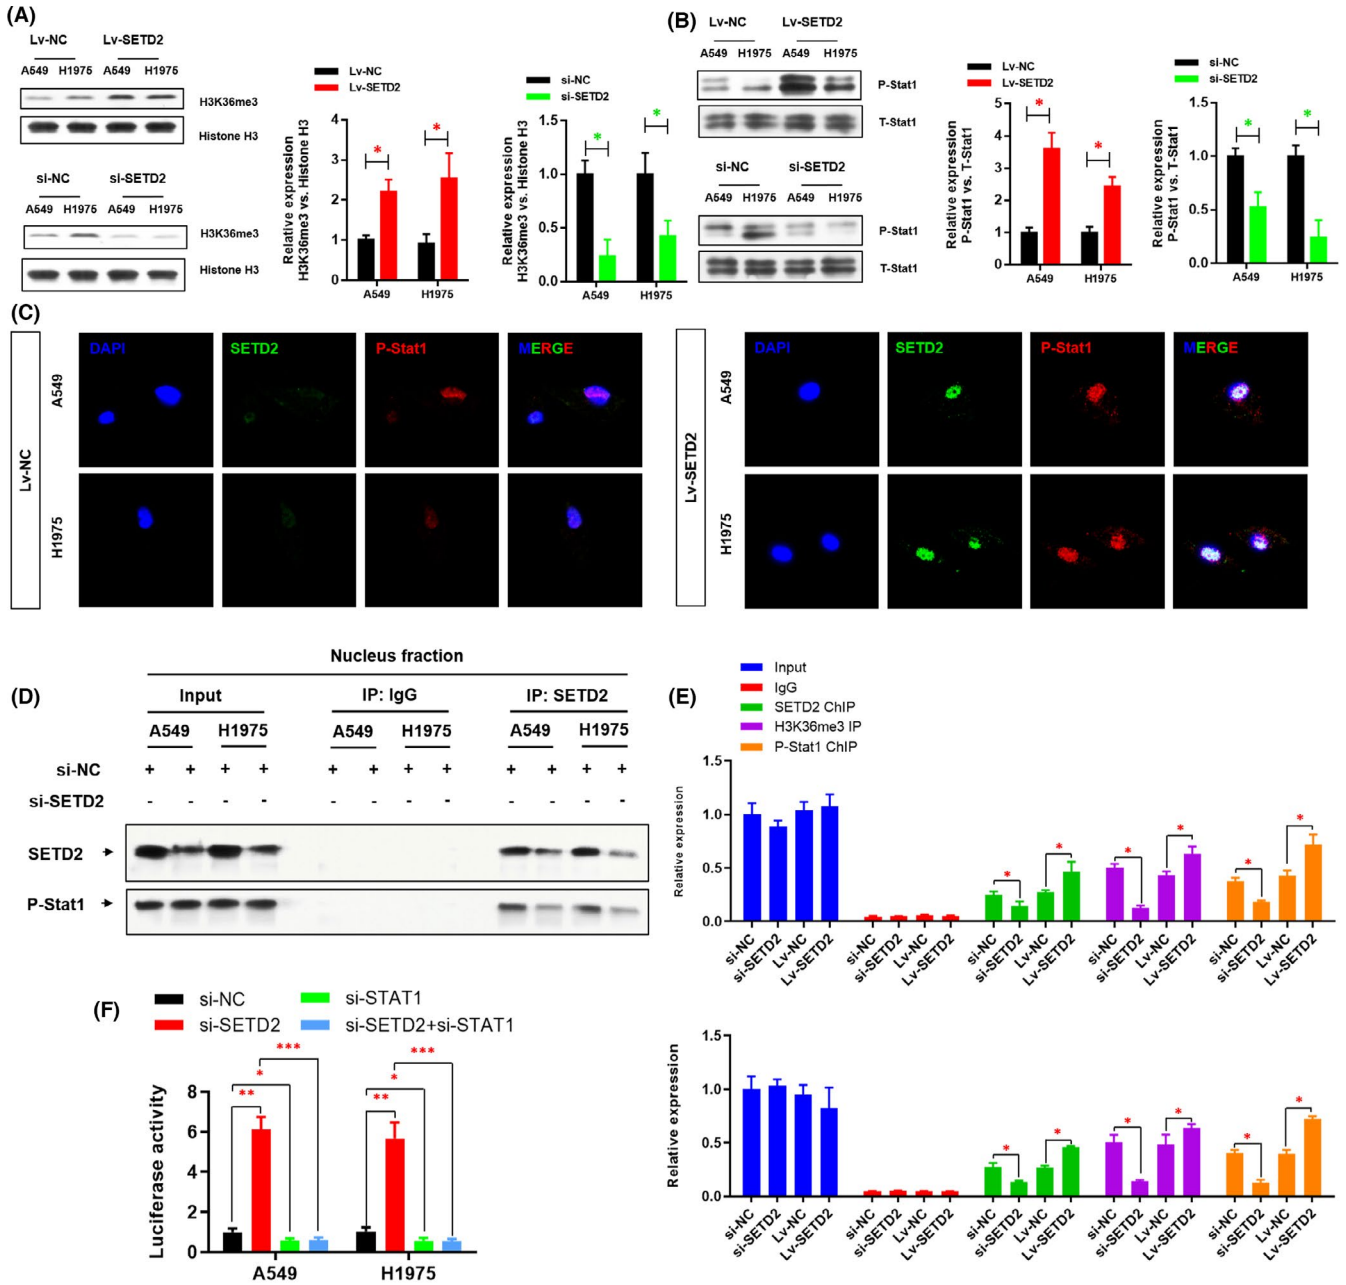 (A)
Lv-NC Lv-SETD2
A549 H1975 A549 H1975
H3K36me3
Histone H3
si-NC si-SETD2
A549 H1975 A549 H1975
H3K36me3
Histone H3
Lv-NC
Lv-SETD2
Relative expression
H3K36me3 vs. Histone H3
4
3
2
1
0
* *
A549 H1975
si-NC
si-SETD2
Relative expression
H3K36me3 vs. Histone H3
1.5
1.0
0.5
0.0
* *
A549 H1975
(B)
Lv-NC Lv-SETD2
A549 H1975 A549 H1975
P-Stat1
T-Stat1
si-NC si-SETD2
A549 H1975 A549 H1975
P-Stat1
T-Stat1
Lv-NC
Lv-SETD2
Relative expression
P-Stat1 vs. T-Stat1
5
4
3
2
1
0
* *
A549 H1975
si-NC
si-SETD2
Relative expression
P-Stat1 vs. T-Stat1
1.5
1.0
0.5
0.0
* *
A549 H1975
(C)
Lv-NC
A549
DAPI SETD2 P-Stat1 MERGE
H1975
Lv-SETD2
A549
DAPI SETD2 P-Stat1 MERGE
H1975
(D)
Nucleus fraction
Input IP: IgG IP: SETD2
A549 H1975 A549 H1975 A549 H1975
si-NC + + + + + + + + + + + +
si-SETD2 - - - - - - - - - - - -
SETD2
P-Stat1
(E)
Input
IgG
SETD2 ChIP
H3K36me3 IP
P-Stat1 ChIP
Relative expression
1.5
1.0
0.5
0.0
* * * * * *
si-NC si-SETD2 Lv-NC Lv-SETD2 si-NC si-SETD2 Lv-NC Lv-SETD2 si-NC si-SETD2 Lv-NC Lv-SETD2 si-NC si-SETD2 Lv-NC Lv-SETD2 si-NC si-SETD2 Lv-NC Lv-SETD2
Relative expression
1.5
1.0
0.5
0.0
* * * * * *
si-NC si-SETD2 Lv-NC Lv-SETD2 si-NC si-SETD2 Lv-NC Lv-SETD2 si-NC si-SETD2 Lv-NC Lv-SETD2 si-NC si-SETD2 Lv-NC Lv-SETD2 si-NC si-SETD2 Lv-NC Lv-SETD2
(F)
si-NC si-STAT1
si-SETD2 si-SETD2+si-STAT1
Luciferase activity
8
6
4
2
0
*** ***
* *
** **
A549 H1975